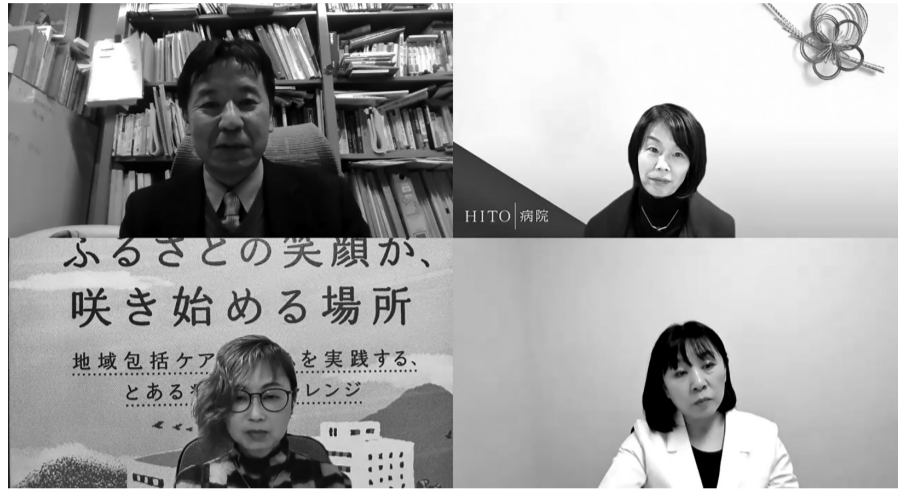 HITO 病院
ふるさとの笑顔が、
咲き始める場所
地域包括ケア を実践する、
とある レンジ